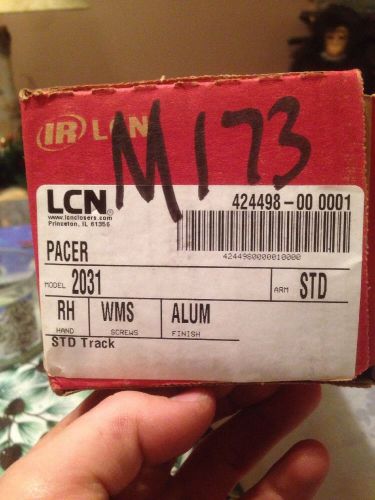 IR LCN
M173
LCN®
www.lcnclosers.com
Princeton, IL 61356
424498-00 0001
4244980000010000
PACER
MODEL 2031
ARM STD
RH WMS ALUM
HAND SCREWS FINISH
STD Track